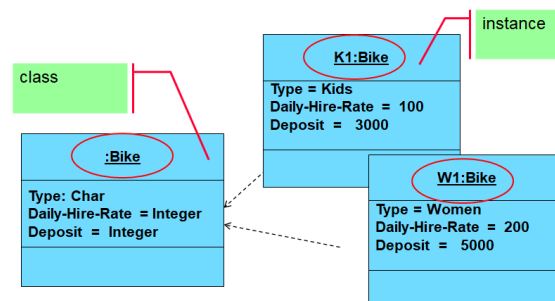 instance
class
K1:Bike
Type = Kids
Daily-Hire-Rate = 100
Deposit = 3000
:Bike
Type: Char
Daily-Hire-Rate = Integer
Deposit = Integer
W1:Bike
Type = Women
Daily-Hire-Rate = 200
Deposit = 5000